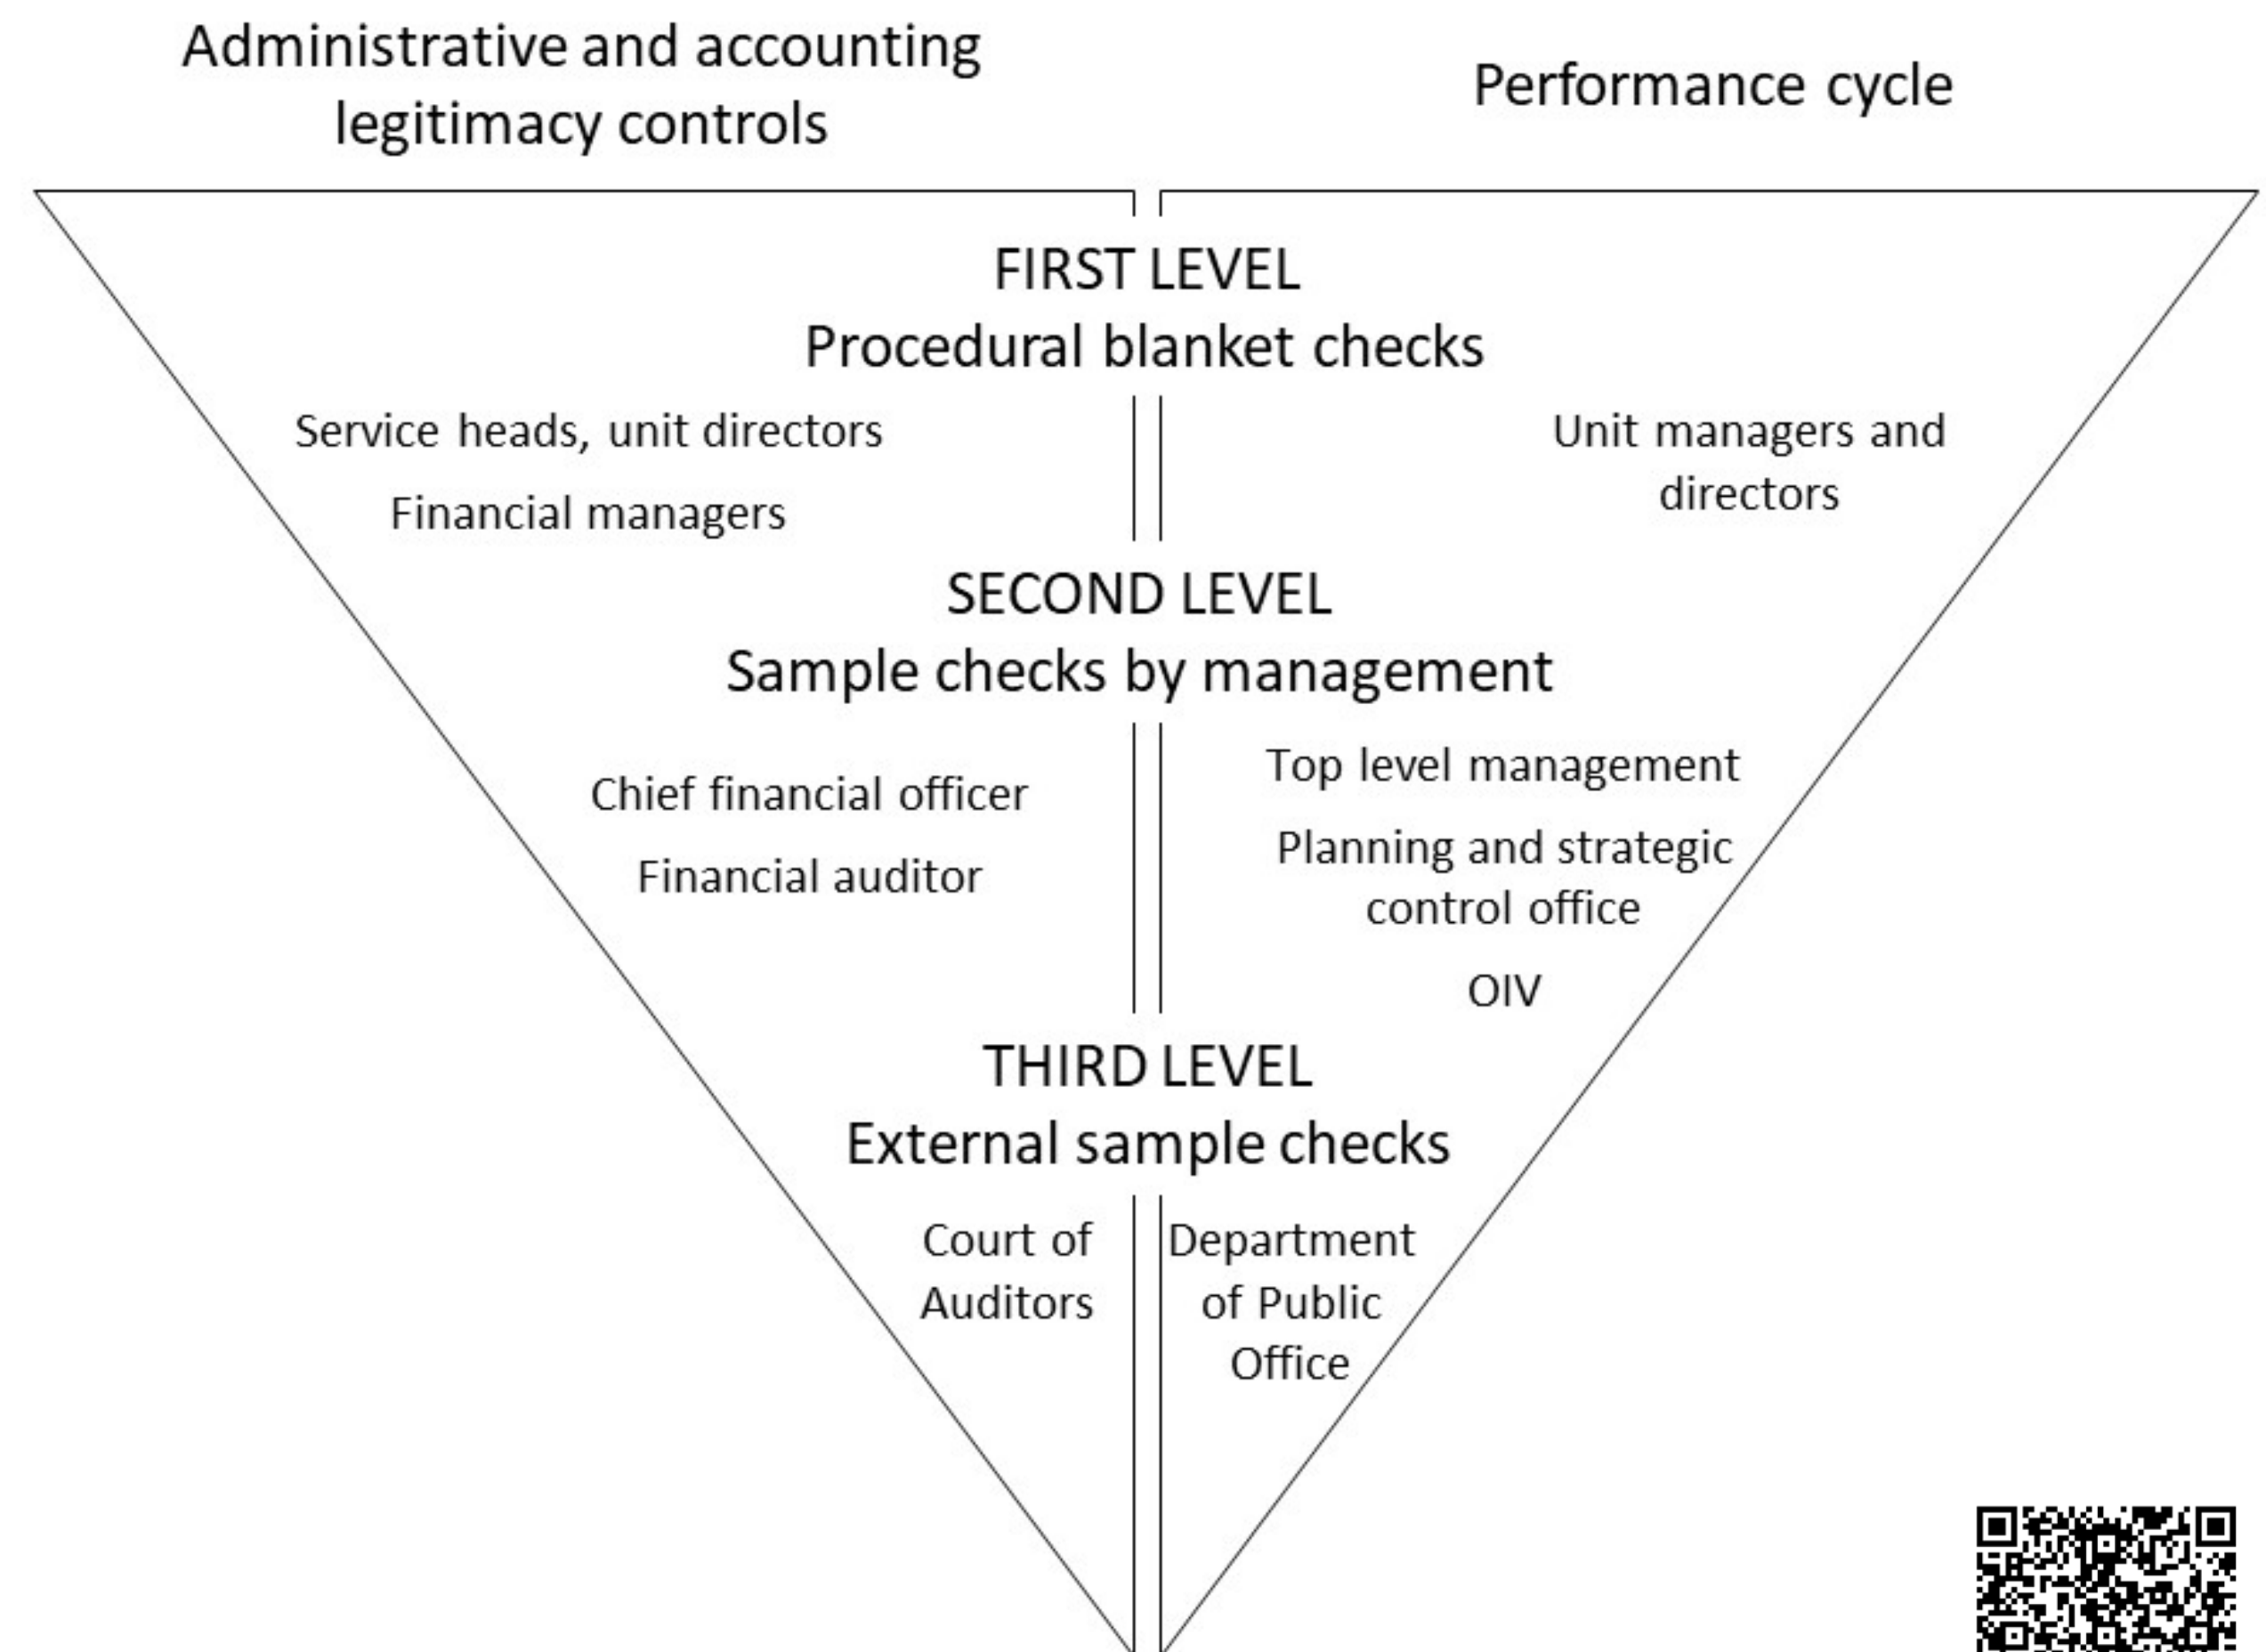 Administrative and accounting
legitimacy controls
Performance cycle
FIRST LEVEL
Procedural blanket checks
Service heads, unit directors
Financial managers
Unit managers and
directors
SECOND LEVEL
Sample checks by management
Chief financial officer
Financial auditor
Top level management
Planning and strategic
control office
OIV
THIRD LEVEL
External sample checks
Court of
Auditors
Department
of Public
Office